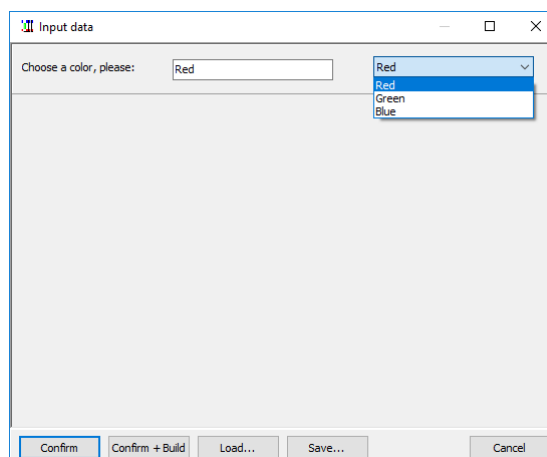 Input data
Choose a color, please: Red Red
Red
Green
Blue
Confirm Confirm + Build Load... Save... Cancel